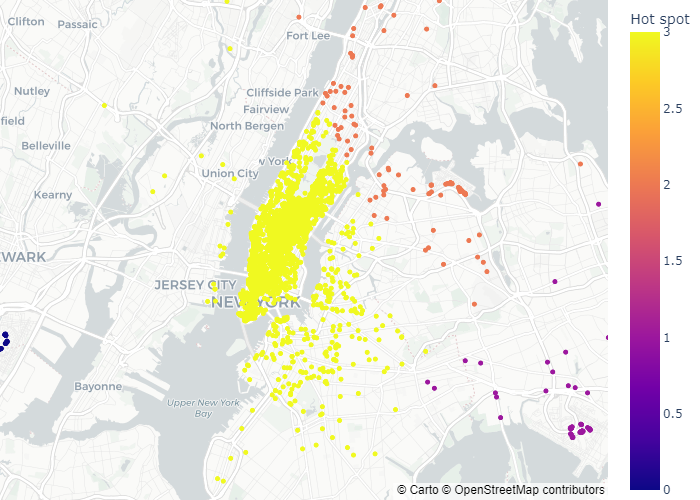 Hot spot
Clifton
Passaic
Fort Lee
Nutley
Cliffside Park
Fairview
North Bergen
field
Belleville
w York
Union City
Kearny
EWARK
JERSEY CITY
NEW YORK
Bayonne
Upper New York
Bay
© Carto © OpenStreetMap contributors
3
2.5
2
1.5
1
0.5
0